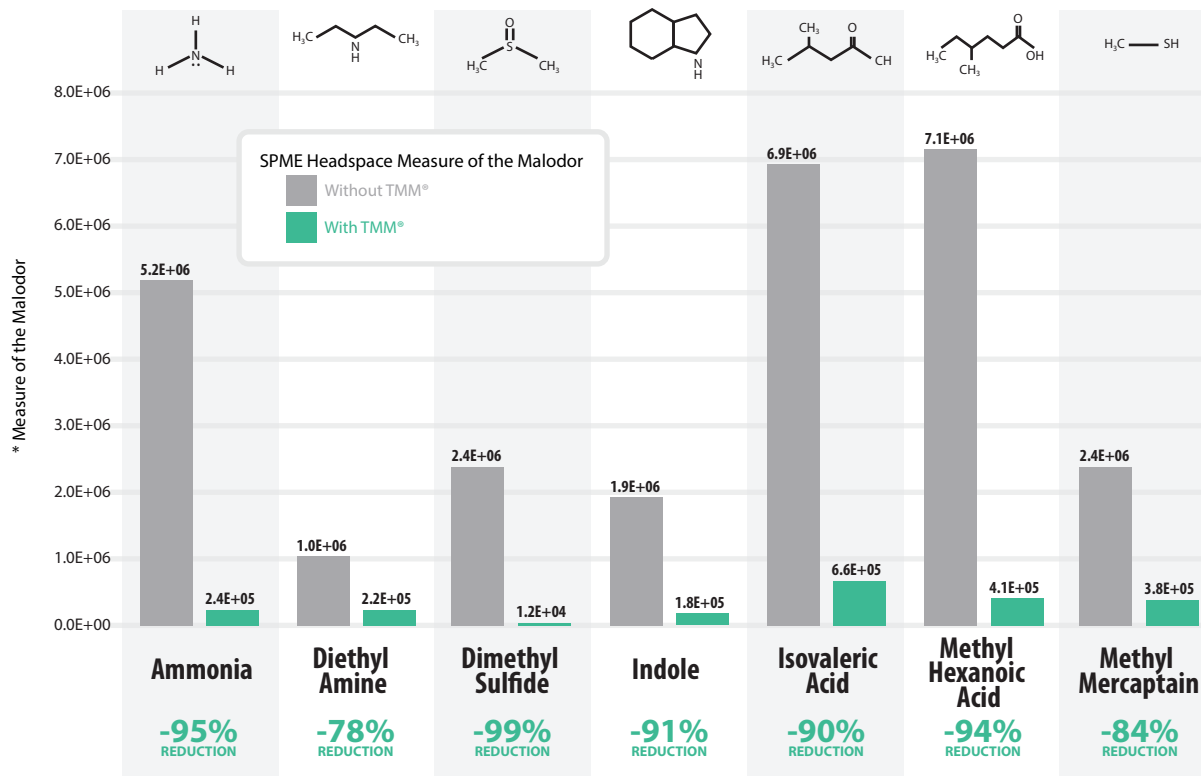 H
N
H
H
H₃C
N
H
CH₃
O
S
H₃C
CH₃
N
H
CH₃
O
H₃C
CH
O
H₃C
CH₃
OH
H₃C
SH
8.0E+06
7.0E+06
6.0E+06
5.0E+06
4.0E+06
3.0E+06
2.0E+06
1.0E+06
0.0E+00
* Measure of the Malodor
SPME Headspace Measure of the Malodor
Without TMM®
With TMM®
5.2E+06
2.4E+05
1.0E+06
2.2E+05
2.4E+06
1.2E+04
1.9E+06
1.8E+05
6.9E+06
6.6E+05
7.1E+06
4.1E+05
2.4E+06
3.8E+05
Ammonia
-95%
REDUCTION
Diethyl
Amine
-78%
REDUCTION
Dimethyl
Sulfide
-99%
REDUCTION
Indole
-91%
REDUCTION
Isovaleric
Acid
-90%
REDUCTION
Methyl
Hexanoic
Acid
-94%
REDUCTION
Methyl
Mercaptain
-84%
REDUCTION